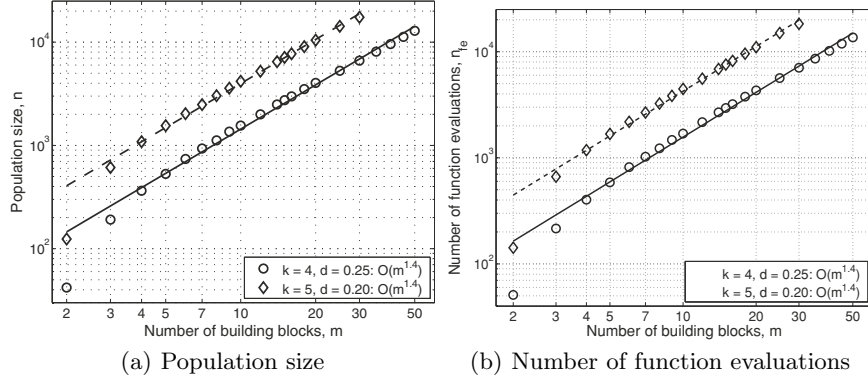 10^4
10^3
10^2
Population size, n
k = 4, d = 0.25: O(m^1.4)
k = 5, d = 0.20: O(m^1.4)
2 3 4 5 7 10 20 30 50
Number of building blocks, m
(a) Population size
10^4
10^3
10^2
Number of function evaluations, n_fe
k = 4, d = 0.25: O(m^1.4)
k = 5, d = 0.20: O(m^1.4)
2 3 4 5 7 10 20 30 50
Number of building blocks, m
(b) Number of function evaluations